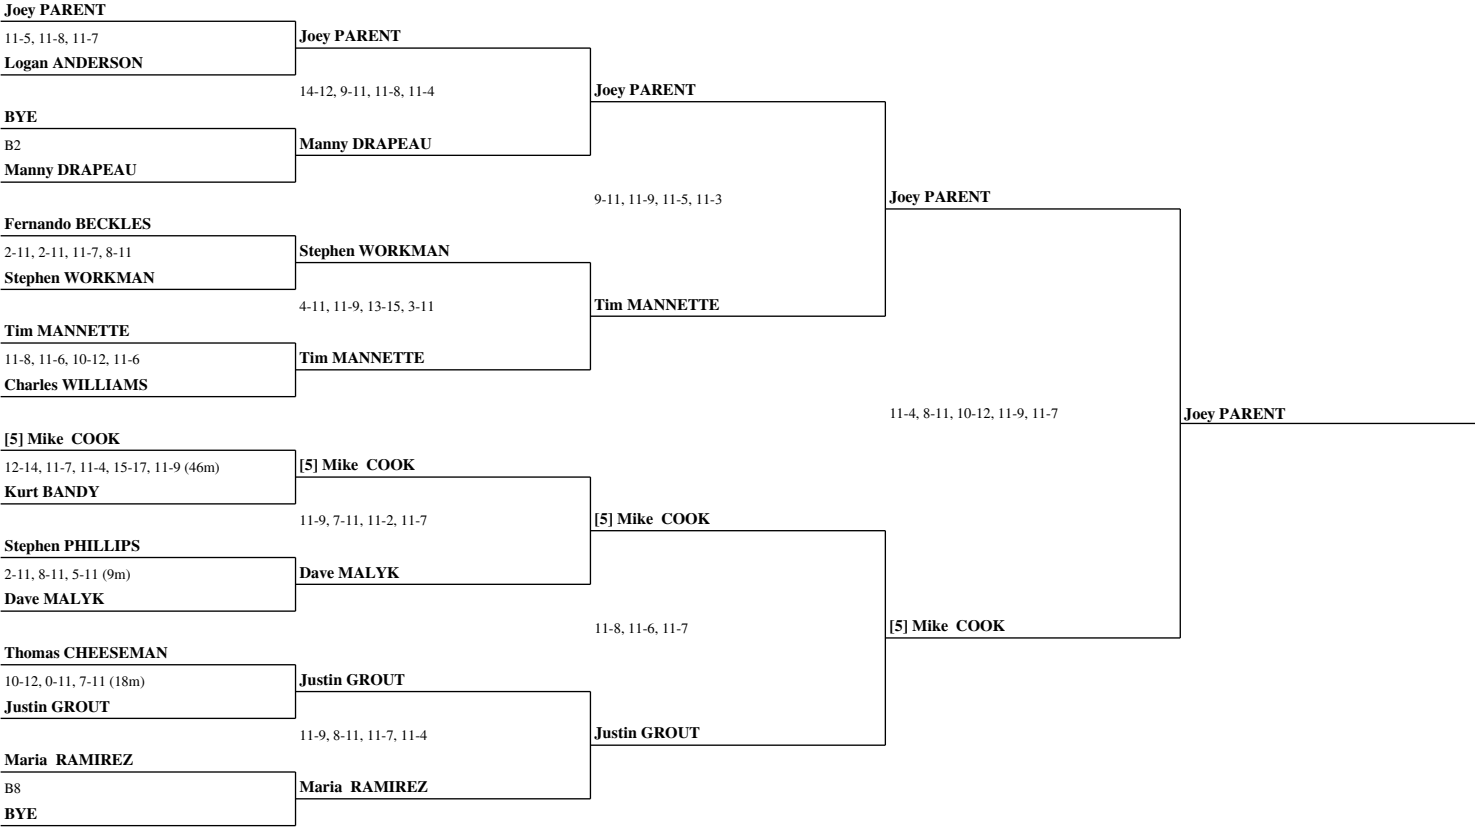 Joey PARENT
11-5, 11-8, 11-7
Logan ANDERSON
BYE
B2
Manny DRAPEAU
Fernando BECKLES
2-11, 2-11, 11-7, 8-11
Stephen WORKMAN
Tim MANNETTE
11-8, 11-6, 10-12, 11-6
Charles WILLIAMS
[5] Mike COOK
12-14, 11-7, 11-4, 15-17, 11-9 (46m)
Kurt BANDY
Stephen PHILLIPS
2-11, 8-11, 5-11 (9m)
Dave MALYK
Thomas CHEESEMAN
10-12, 0-11, 7-11 (18m)
Justin GROUT
Maria RAMIREZ
B8
BYE
Joey PARENT
14-12, 9-11, 11-8, 11-4
Manny DRAPEAU
Stephen WORKMAN
4-11, 11-9, 13-15, 3-11
Tim MANNETTE
[5] Mike COOK
11-9, 7-11, 11-2, 11-7
Dave MALYK
Justin GROUT
11-9, 8-11, 11-7, 11-4
Maria RAMIREZ
Joey PARENT
9-11, 11-9, 11-5, 11-3
Tim MANNETTE
[5] Mike COOK
11-8, 11-6, 11-7
Justin GROUT
Joey PARENT
11-4, 8-11, 10-12, 11-9, 11-7
[5] Mike COOK
Joey PARENT